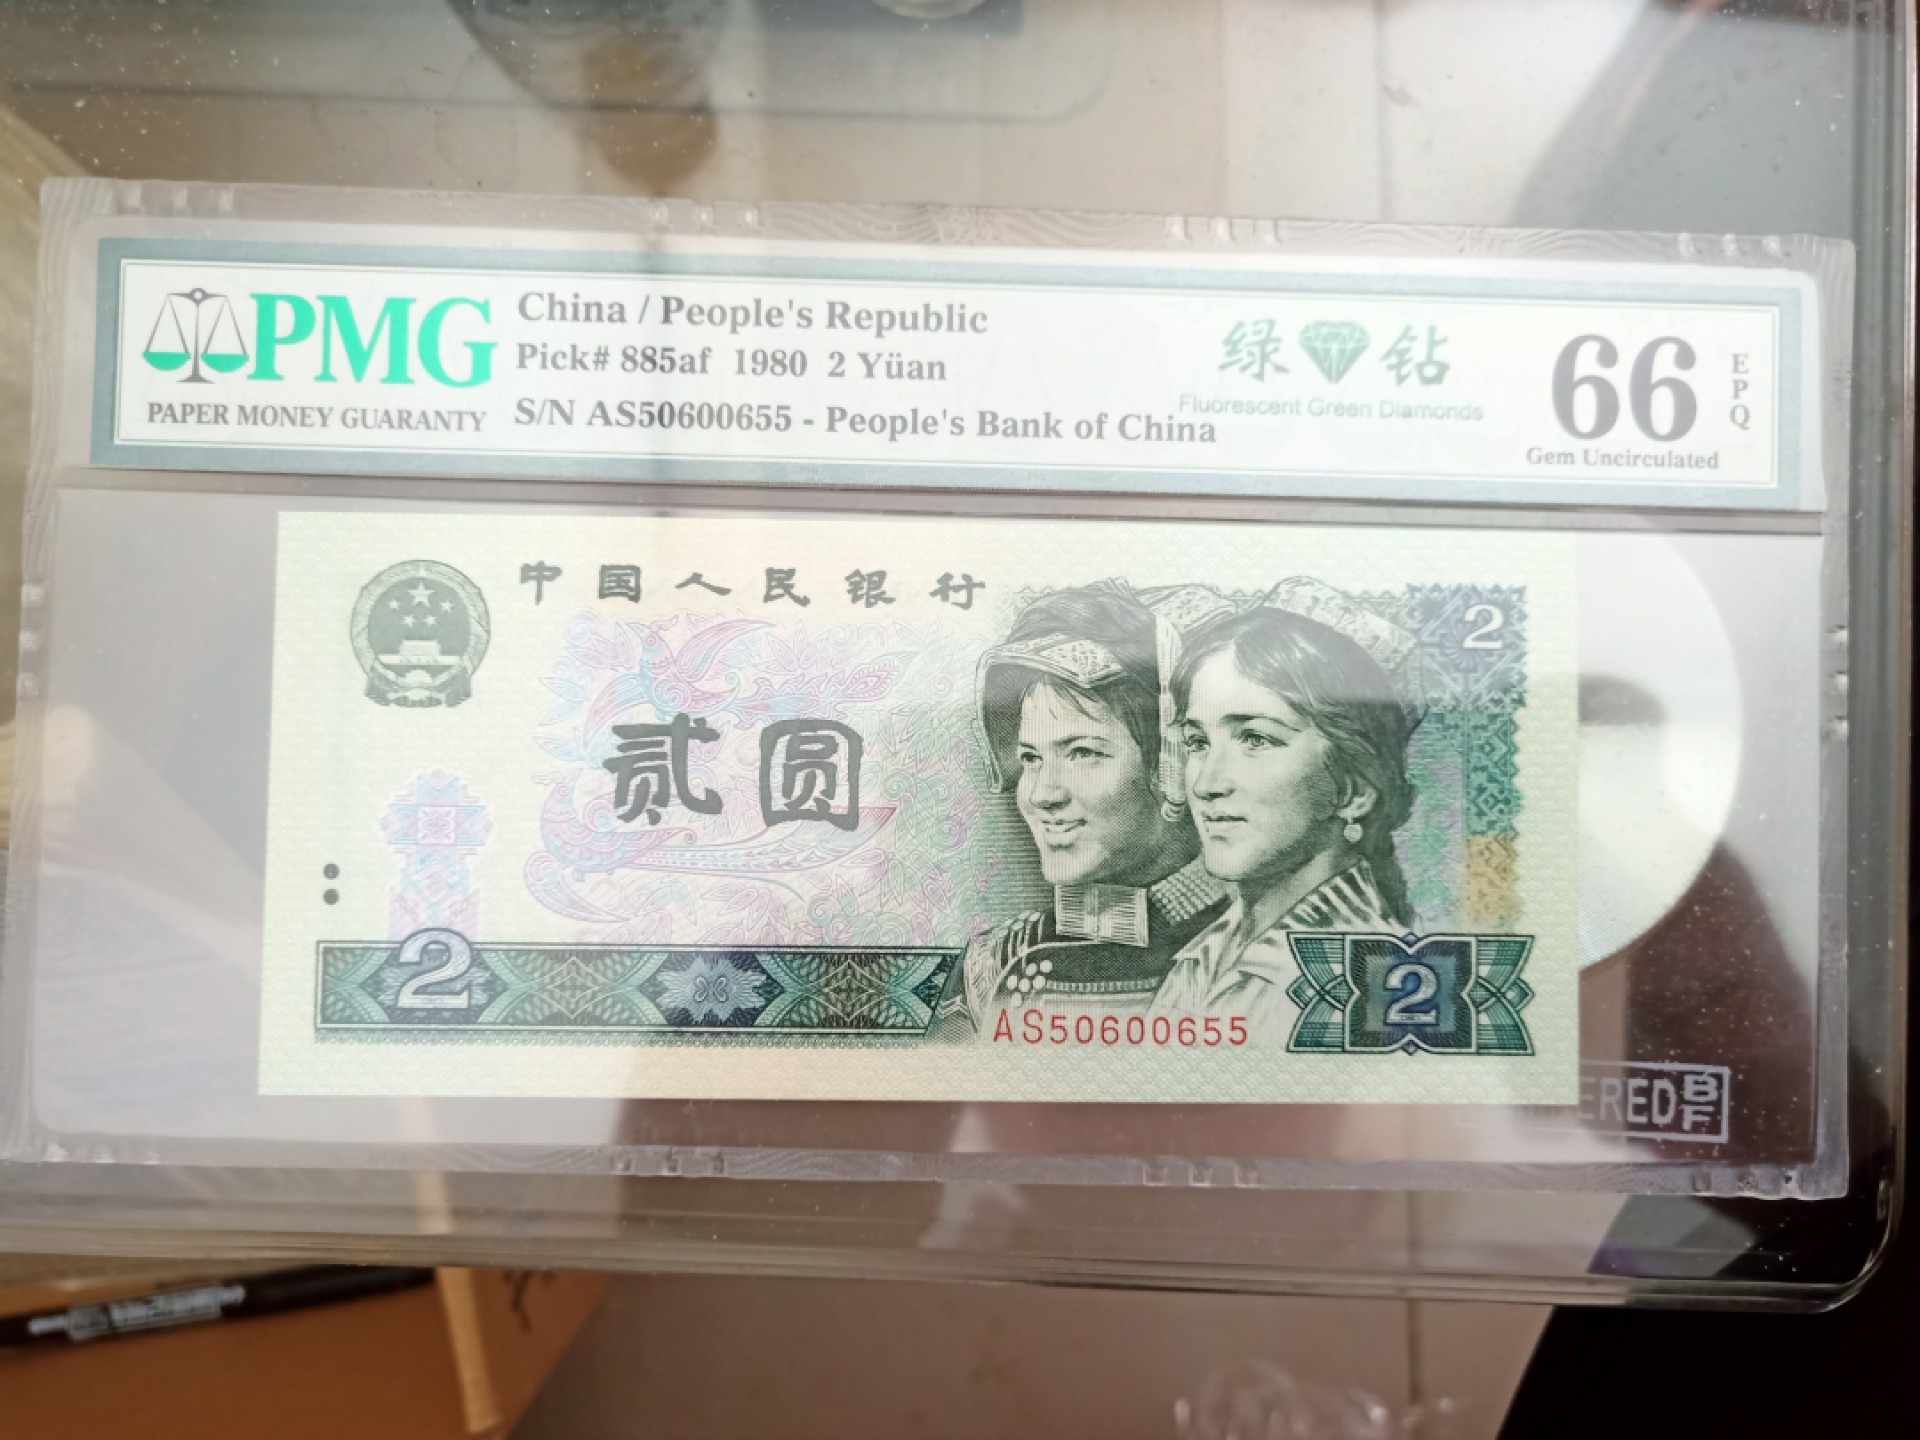 PMG
PAPER MONEY GUARANTY
China / People's Republic
Pick# 885af 1980 2 Yüan
S/N AS50600655 - People's Bank of China
绿 钻
Fluorescent Green Diamonds
66
EPQ
Gem Uncirculated
中国人民银行
2
贰圆
2
AS50600655
2
ERED BF